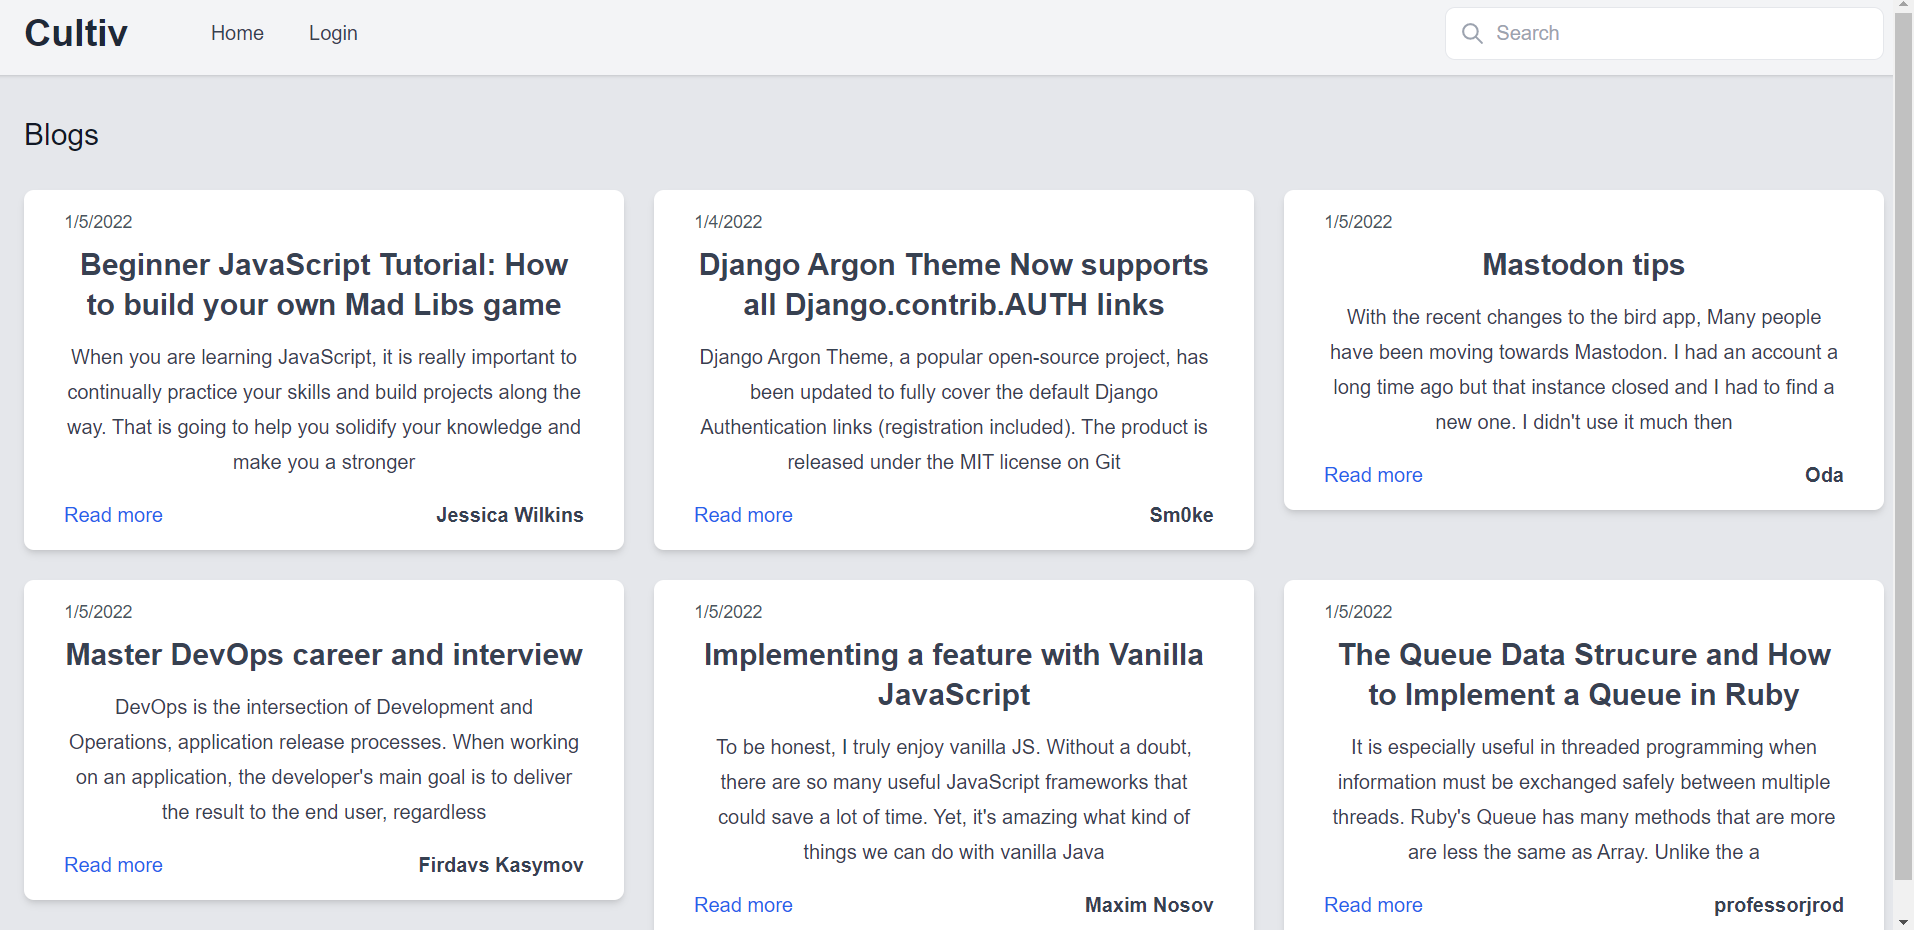 Cultiv
Home
Login
Search
Blogs
1/5/2022
Beginner JavaScript Tutorial: How
to build your own Mad Libs game
When you are learning JavaScript, it is really important to
continually practice your skills and build projects along the
way. That is going to help you solidify your knowledge and
make you a stronger
Read more
Jessica Wilkins
1/4/2022
Django Argon Theme Now supports
all Django.contrib.AUTH links
Django Argon Theme, a popular open-source project, has
been updated to fully cover the default Django
Authentication links (registration included). The product is
released under the MIT license on Git
Read more
Sm0ke
1/5/2022
Mastodon tips
With the recent changes to the bird app, Many people
have been moving towards Mastodon. I had an account a
long time ago but that instance closed and I had to find a
new one. I didn't use it much then
Read more
Oda
1/5/2022
Master DevOps career and interview
DevOps is the intersection of Development and
Operations, application release processes. When working
on an application, the developer's main goal is to deliver
the result to the end user, regardless
Read more
Firdavs Kasymov
1/5/2022
Implementing a feature with Vanilla
JavaScript
To be honest, I truly enjoy vanilla JS. Without a doubt,
there are so many useful JavaScript frameworks that
could save a lot of time. Yet, it's amazing what kind of
things we can do with vanilla Java
Read more
Maxim Nosov
1/5/2022
The Queue Data Strucure and How
to Implement a Queue in Ruby
It is especially useful in threaded programming when
information must be exchanged safely between multiple
threads. Ruby's Queue has many methods that are more
are less the same as Array. Unlike the a
Read more
professorjrod